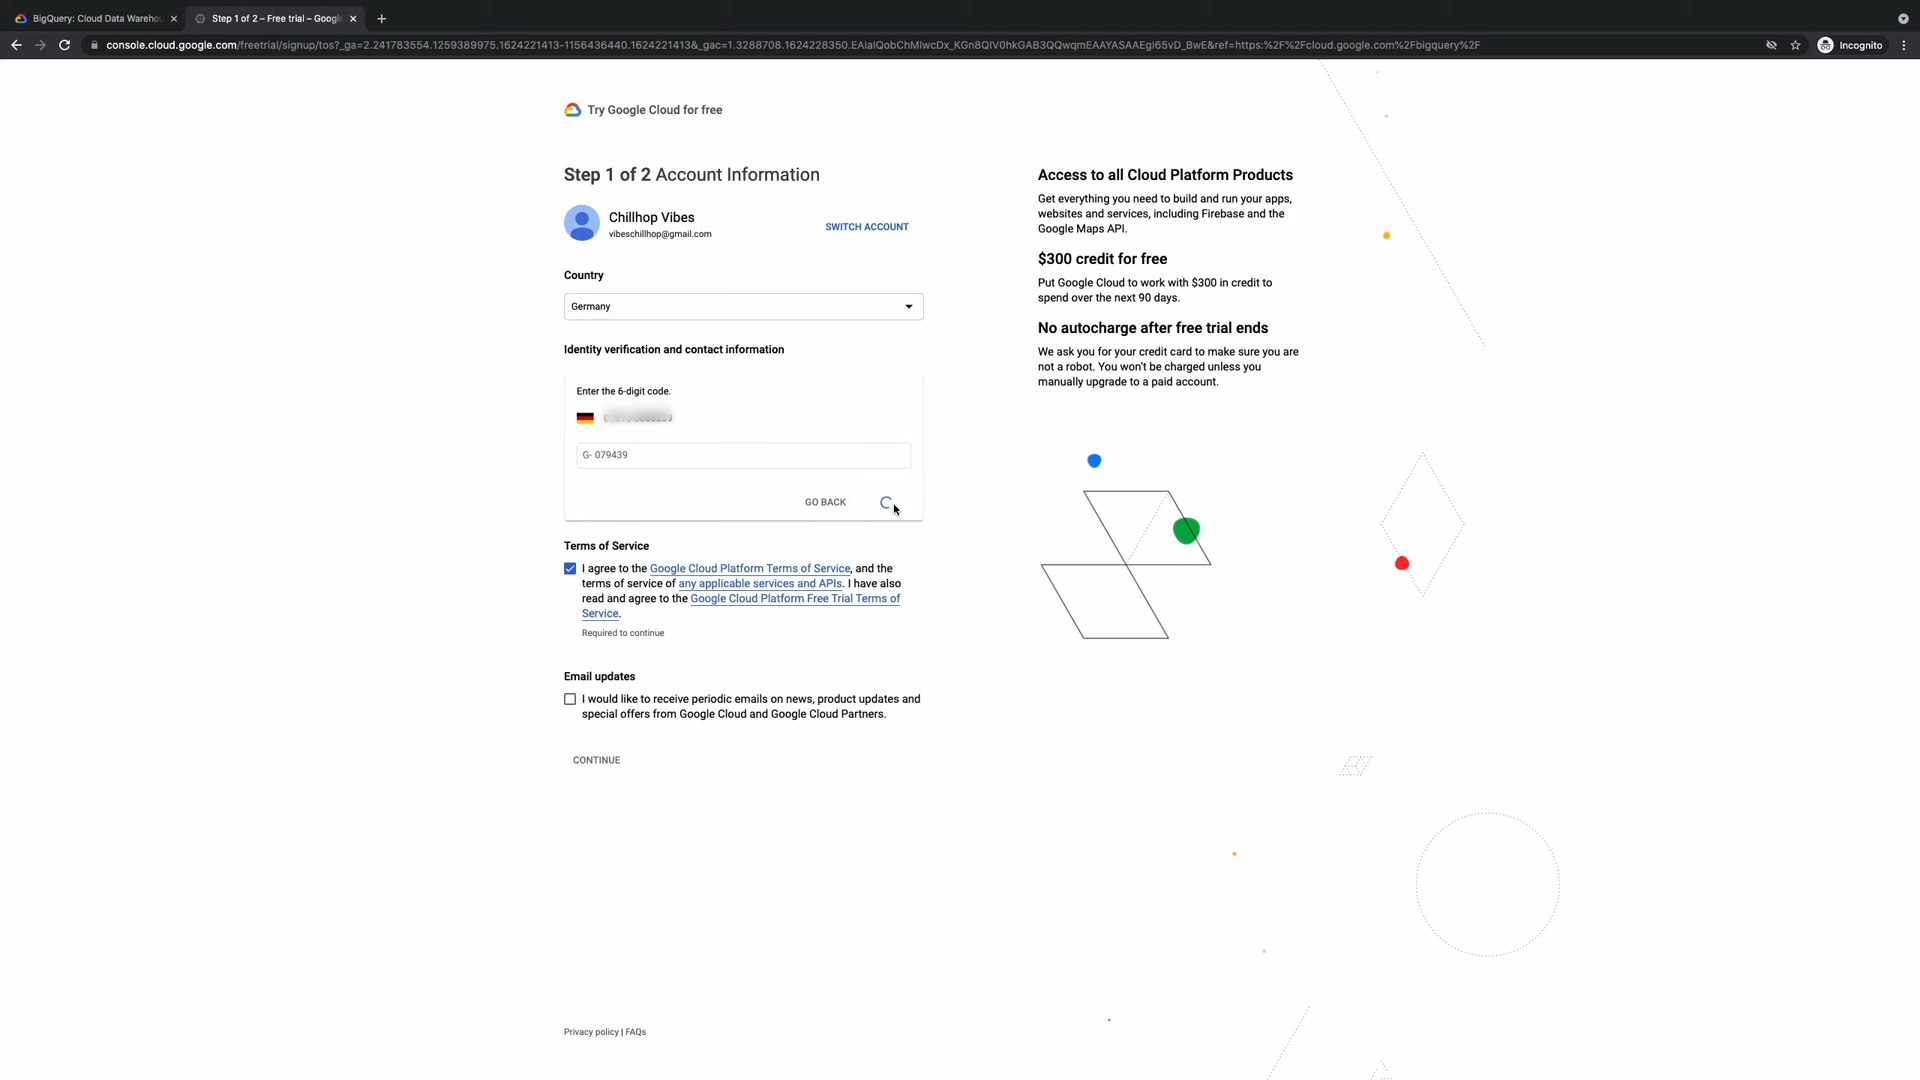 BigQuery: Cloud Data Wareho
Step 1 of 2 – Free trial – Google
console.cloud.google.com/freetrial/signup/tos?_ga=2.241783554.1259389975.1624221413-1156436440.1624221413&_gac=1.3288708.1624228350.EAIaIQobChMIwcDx_KGn8QIV0hkGAB3QQwqmEAAYASAAEgI65vD_BwE&ref=https:%2F%2Fcloud.google.com%2Fbigquery%2F
Incognito
Try Google Cloud for free
Step 1 of 2 Account Information
Chillhop Vibes
vibeschillhop@gmail.com
SWITCH ACCOUNT
Country
Germany
Identity verification and contact information
Enter the 6-digit code.
G- 079439
GO BACK
Terms of Service
I agree to the Google Cloud Platform Terms of Service, and the
terms of service of any applicable services and APIs. I have also
read and agree to the Google Cloud Platform Free Trial Terms of
Service.
Required to continue
Email updates
I would like to receive periodic emails on news, product updates and
special offers from Google Cloud and Google Cloud Partners.
CONTINUE
Privacy policy | FAQs
Access to all Cloud Platform Products
Get everything you need to build and run your apps,
websites and services, including Firebase and the
Google Maps API.
$300 credit for free
Put Google Cloud to work with $300 in credit to
spend over the next 90 days.
No autocharge after free trial ends
We ask you for your credit card to make sure you are
not a robot. You won't be charged unless you
manually upgrade to a paid account.